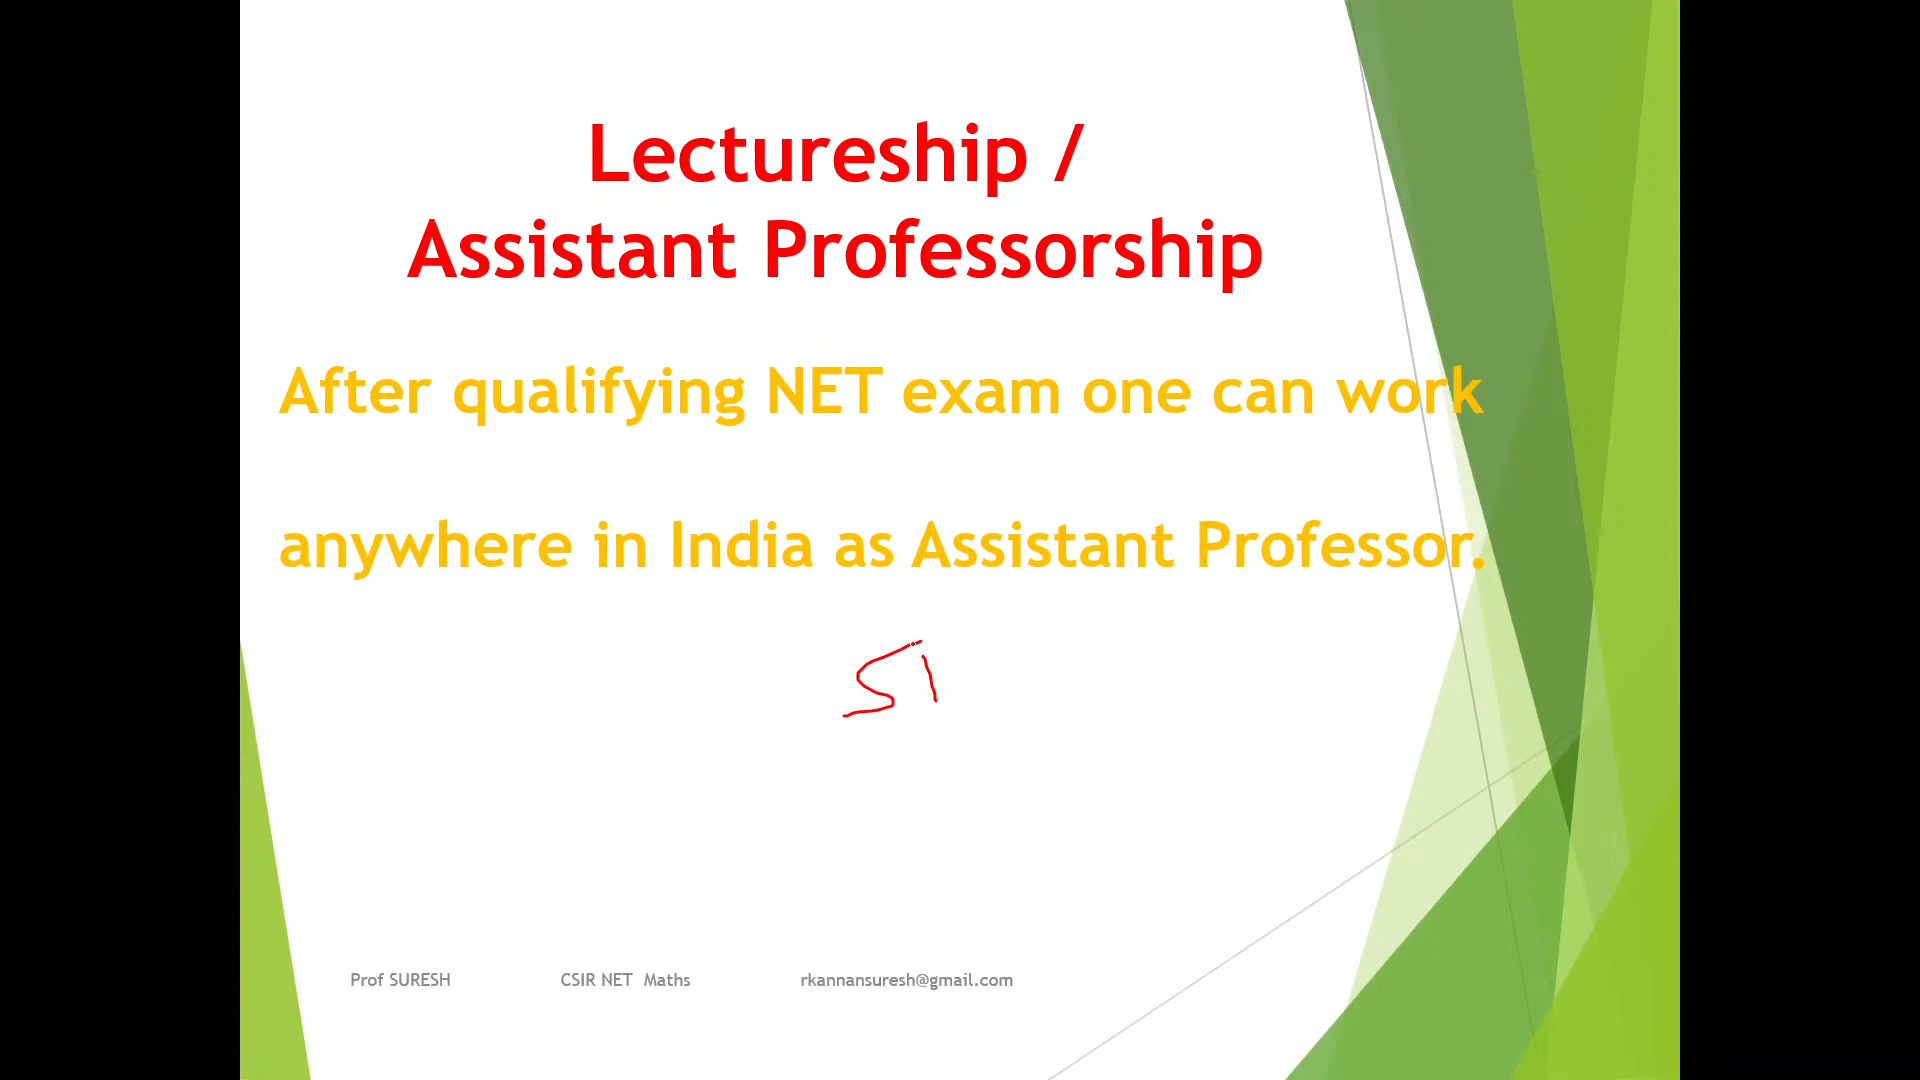 Lectureship /
Assistant Professorship
After qualifying NET exam one can work
anywhere in India as Assistant Professor.
Prof SURESH CSIR NET Maths rkannansuresh@gmail.com